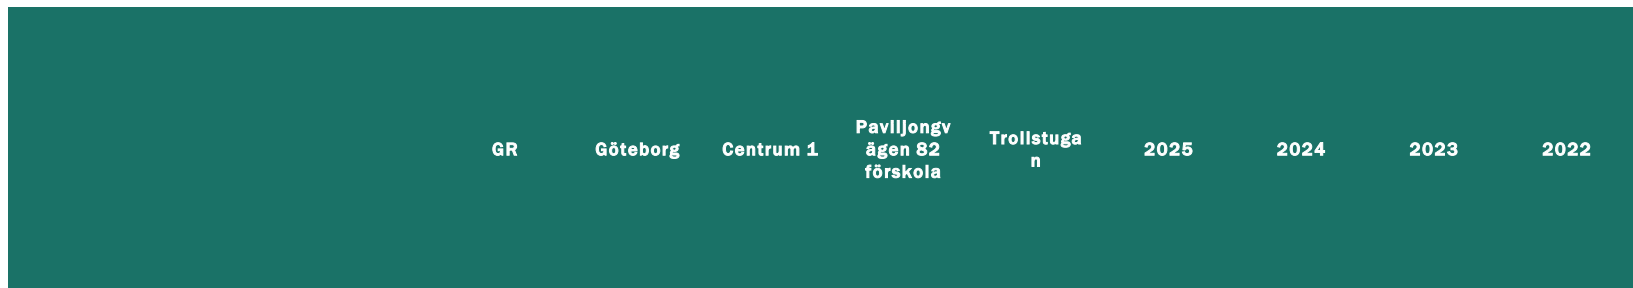 GR
Göteborg
Centrum 1
Paviljongv
ägen 82
förskola
Trollstuga
n
2025
2024
2023
2022